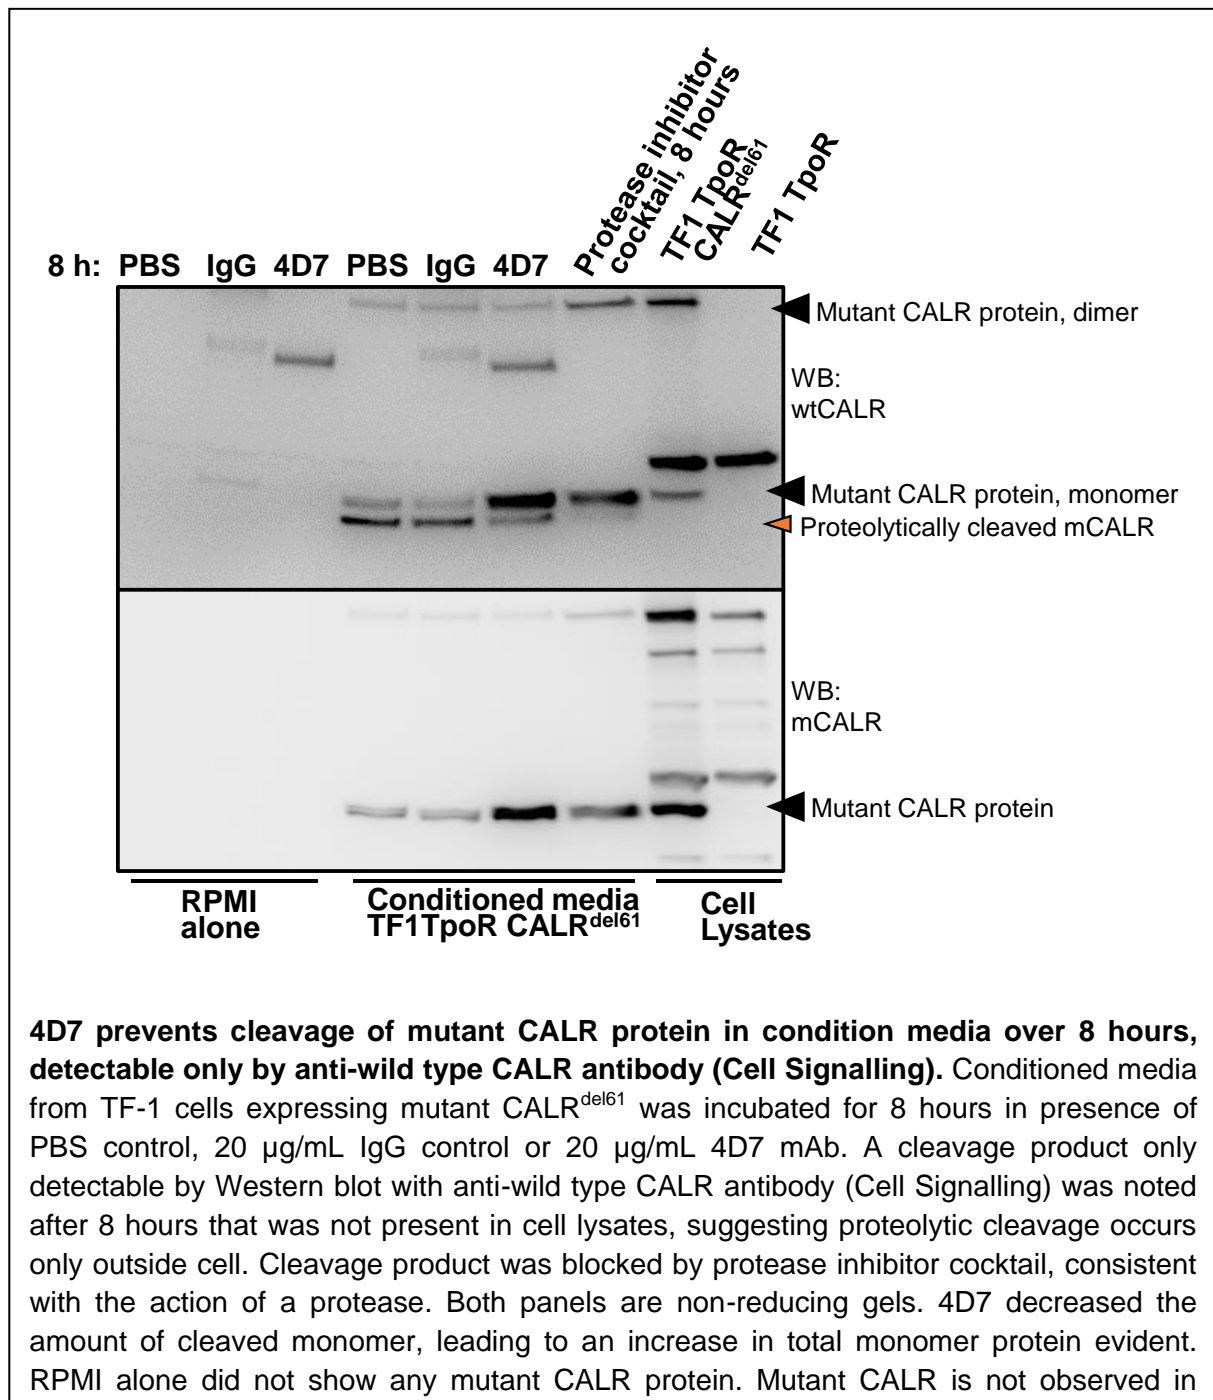 Protease inhibitor
cocktail, 8 hours
TF1 TpoR
CALRdel61
TF1 TpoR
8 h: PBS IgG 4D7 PBS IgG 4D7
Mutant CALR protein, dimer
WB:
wtCALR
Mutant CALR protein, monomer
Proteolytically cleaved mCALR
WB:
mCALR
Mutant CALR protein
RPMI
alone
Conditioned media
TF1TpoR CALRdel61
Cell
Lysates
4D7 prevents cleavage of mutant CALR protein in condition media over 8 hours,
detectable only by anti-wild type CALR antibody (Cell Signalling). Conditioned media
from TF-1 cells expressing mutant CALRdel61 was incubated for 8 hours in presence of
PBS control, 20 µg/mL IgG control or 20 µg/mL 4D7 mAb. A cleavage product only
detectable by Western blot with anti-wild type CALR antibody (Cell Signalling) was noted
after 8 hours that was not present in cell lysates, suggesting proteolytic cleavage occurs
only outside cell. Cleavage product was blocked by protease inhibitor cocktail, consistent
with the action of a protease. Both panels are non-reducing gels. 4D7 decreased the
amount of cleaved monomer, leading to an increase in total monomer protein evident.
RPMI alone did not show any mutant CALR protein. Mutant CALR is not observed in